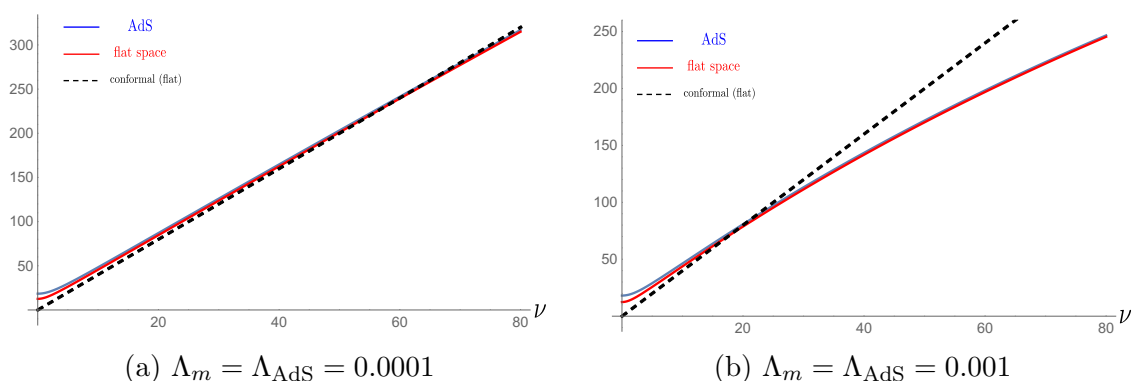 AdS
flat space
conformal (flat)
300
250
200
150
100
50
20
40
60
80
ν
(a) Λ_m = Λ_AdS = 0.0001
AdS
flat space
conformal (flat)
250
200
150
100
50
20
40
60
80
ν
(b) Λ_m = Λ_AdS = 0.001